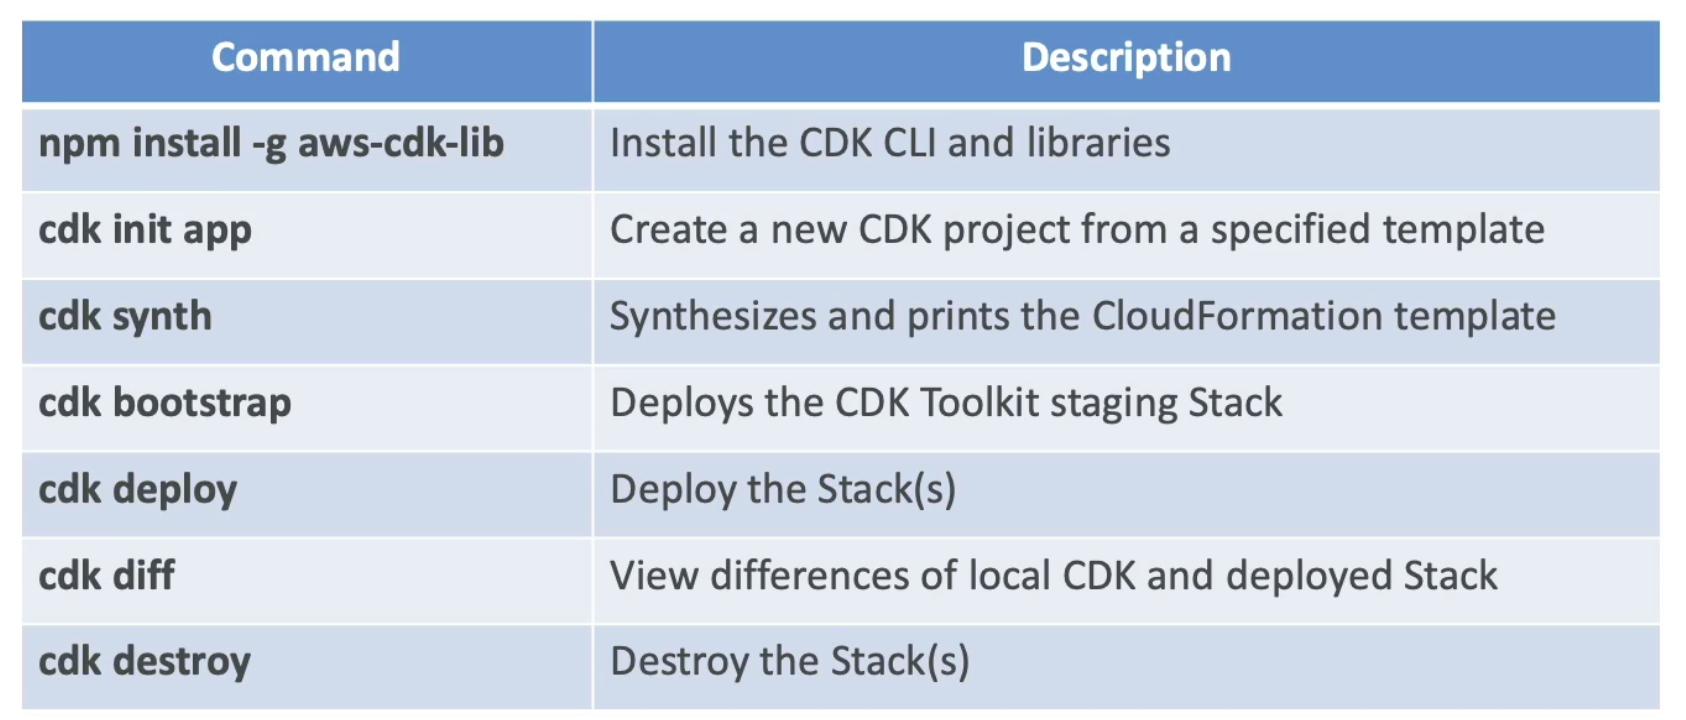 Command Description
npm install -g aws-cdk-lib Install the CDK CLI and libraries
cdk init app Create a new CDK project from a specified template
cdk synth Synthesizes and prints the CloudFormation template
cdk bootstrap Deploys the CDK Toolkit staging Stack
cdk deploy Deploy the Stack(s)
cdk diff View differences of local CDK and deployed Stack
cdk destroy Destroy the Stack(s)